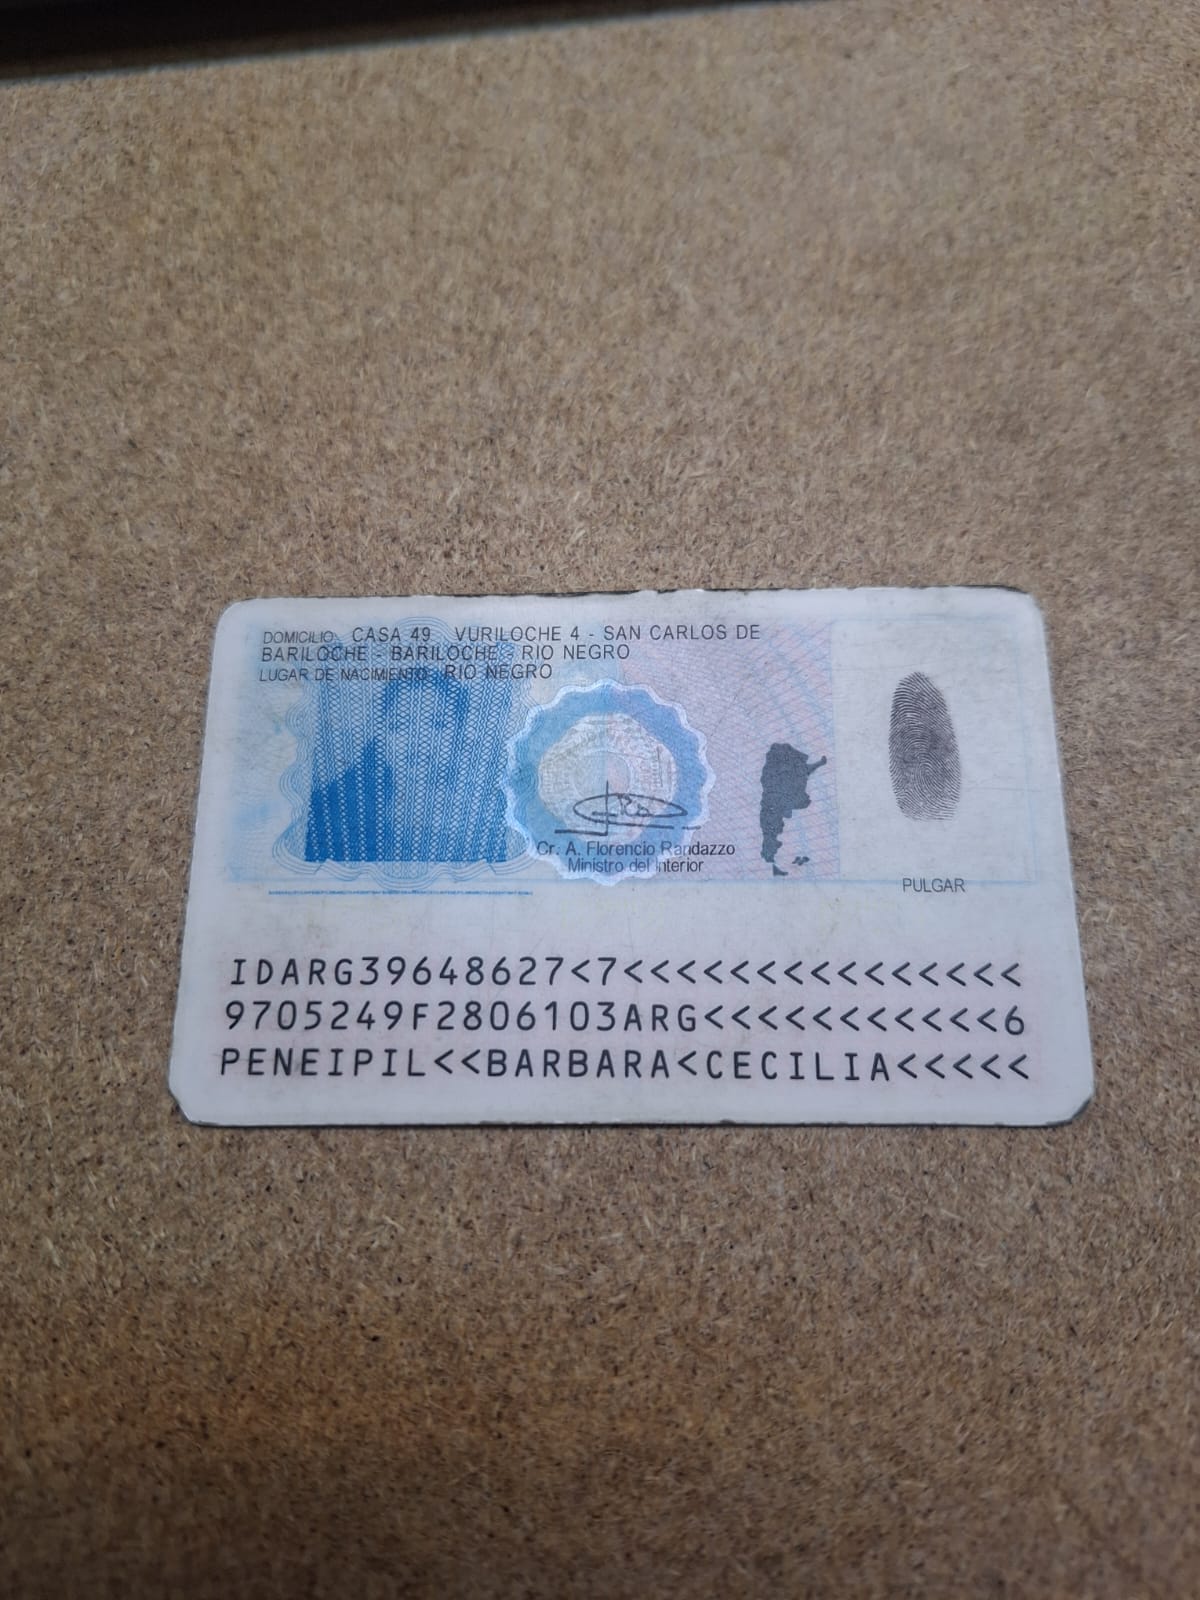 DOMICILIO: CASA 49 VURILOCHE 4 - SAN CARLOS DE
BARILOCHE - BARILOCHE - RIO NEGRO
LUGAR DE NACIMIENTO: RIO NEGRO
Cr. A. Florencio Randazzo
Ministro del Interior
PULGAR
IDARG39648627<7<<<<<<<<<<<<<<<
9705249F2806103ARG<<<<<<<<<<<6
PENEIPIL<<BARBARA<CECILIA<<<<<